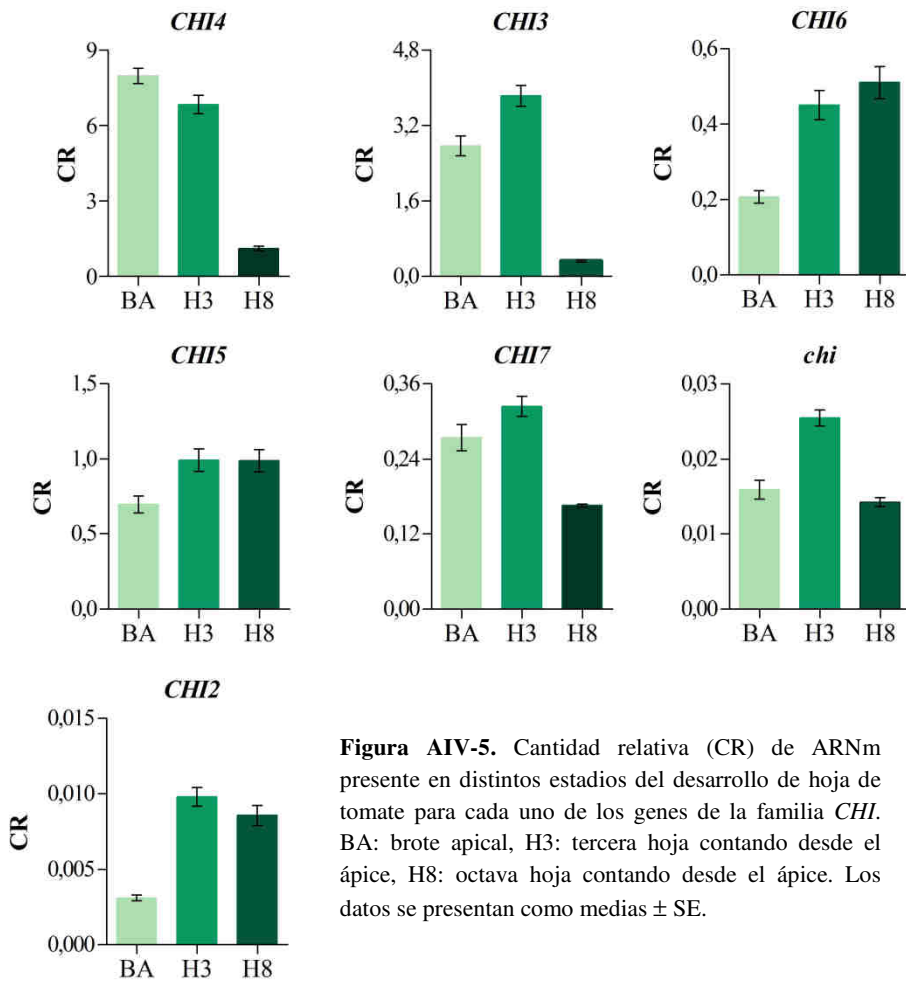 CHI4
CR
9
6
3
0
BA H3 H8
CHI3
CR
4,8
3,2
1,6
0,0
BA H3 H8
CHI6
CR
0,6
0,4
0,2
0,0
BA H3 H8
CHI5
CR
1,5
1,0
0,5
0,0
BA H3 H8
CHI7
CR
0,36
0,24
0,12
0,00
BA H3 H8
chi
CR
0,03
0,02
0,01
0,00
BA H3 H8
CHI2
CR
0,015
0,010
0,005
0,000
BA H3 H8
Figura AIV-5. Cantidad relativa (CR) de ARNm
presente en distintos estadios del desarrollo de hoja de
tomate para cada uno de los genes de la familia CHI.
BA: brote apical, H3: tercera hoja contando desde el
ápice, H8: octava hoja contando desde el ápice. Los
datos se presentan como medias ± SE.